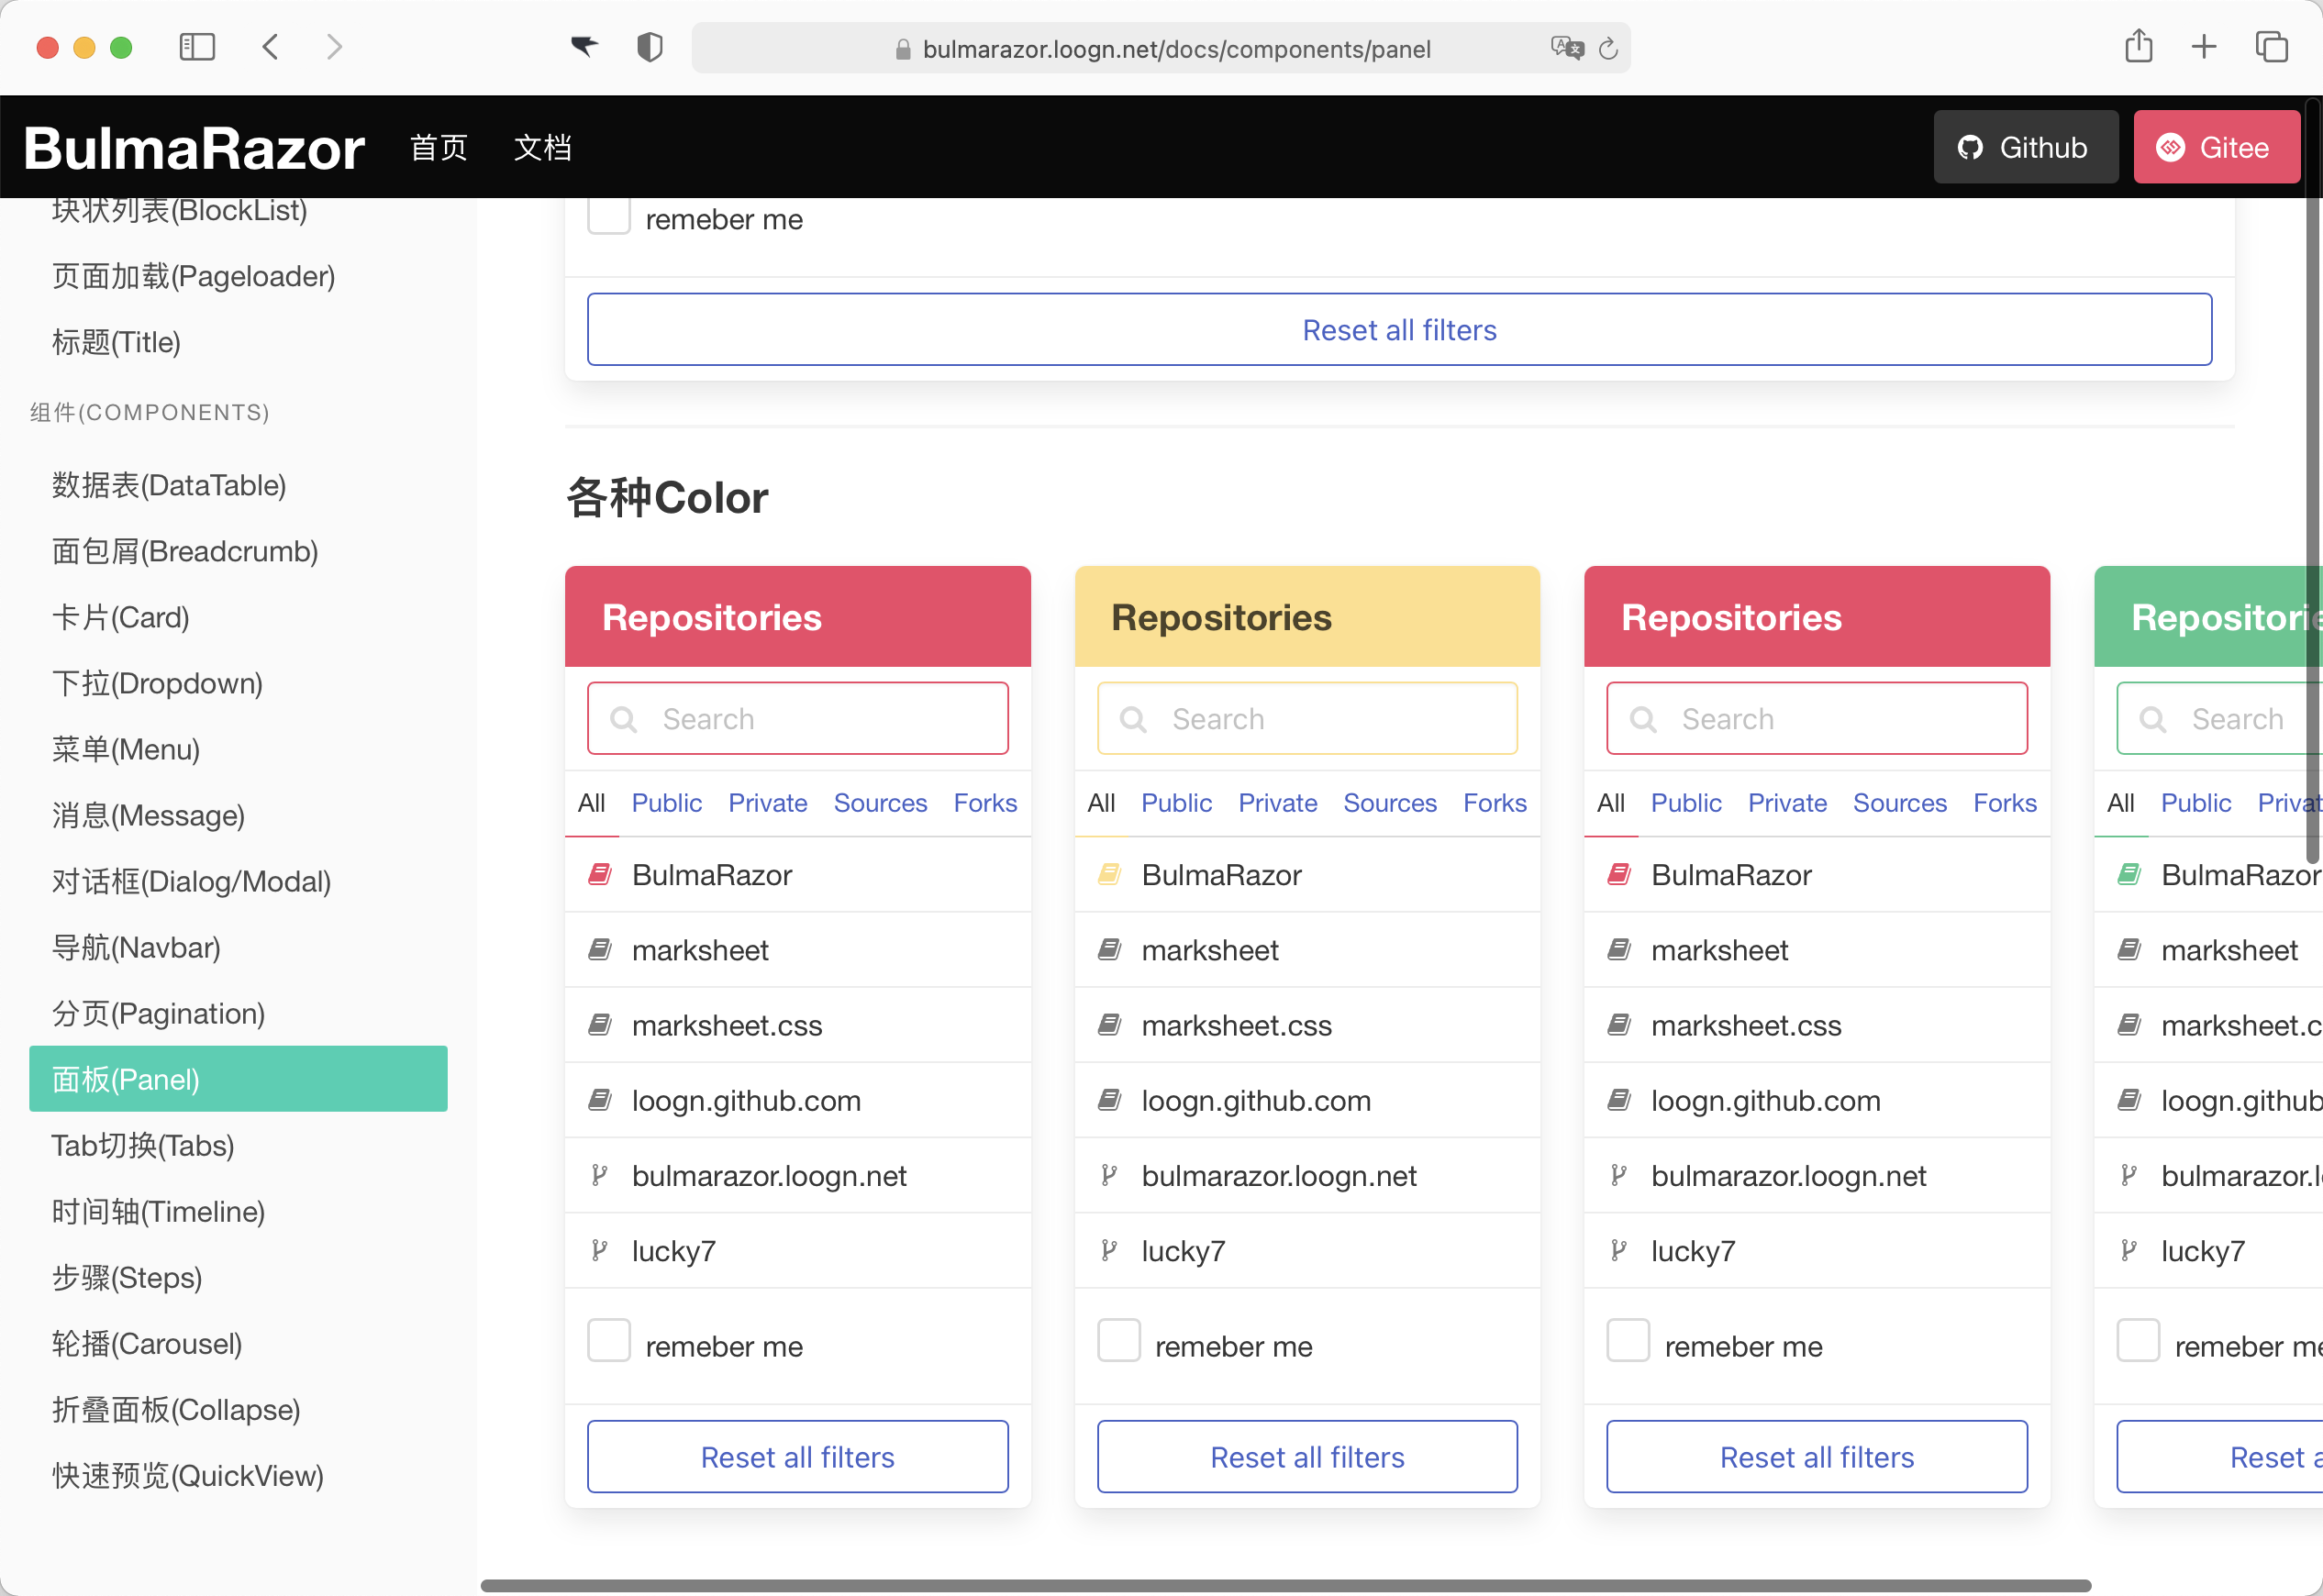 bulmarazor.loogn.net/docs/components/panel
BulmaRazor 首页 文档 Github Gitee
块状列表(BlockList)
页面加载(Pageloader)
标题(Title)
组件(COMPONENTS)
数据表(DataTable)
面包屑(Breadcrumb)
卡片(Card)
下拉(Dropdown)
菜单(Menu)
消息(Message)
对话框(Dialog/Modal)
导航(Navbar)
分页(Pagination)
面板(Panel)
Tab切换(Tabs)
时间轴(Timeline)
步骤(Steps)
轮播(Carousel)
折叠面板(Collapse)
快速预览(QuickView)
remeber me
Reset all filters
各种Color
Repositories
Search
All Public Private Sources Forks
BulmaRazor
marksheet
marksheet.css
loogn.github.com
bulmarazor.loogn.net
lucky7
remeber me
Reset all filters
Repositories
Search
All Public Private Sources Forks
BulmaRazor
marksheet
marksheet.css
loogn.github.com
bulmarazor.loogn.net
lucky7
remeber me
Reset all filters
Repositories
Search
All Public Private Sources Forks
BulmaRazor
marksheet
marksheet.css
loogn.github.com
bulmarazor.loogn.net
lucky7
remeber me
Reset all filters
Repositorie
Search
All Public Privat
BulmaRazor
marksheet
marksheet.c
loogn.github
bulmarazor.l
lucky7
remeber me
Reset a